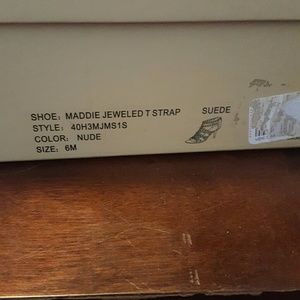 SHOE: MADDIE JEWELED T STRAP SUEDE
STYLE: 40H3MJMS1S
COLOR: NUDE
SIZE: 6M